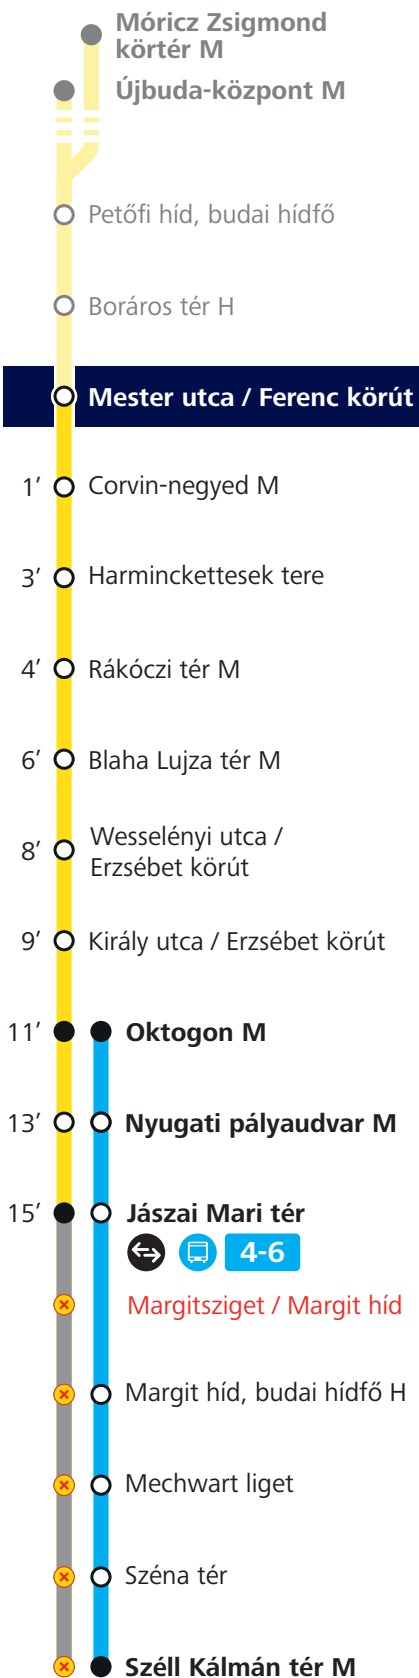 Móricz Zsigmond
körtér M
Újbuda-központ M
Petőfi híd, budai hídfő
Boráros tér H
Mester utca / Ferenc körút
1’ Corvin-negyed M
3’ Harminckettesek tere
4’ Rákóczi tér M
6’ Blaha Lujza tér M
8’ Wesselényi utca /
Erzsébet körút
9’ Király utca / Erzsébet körút
11’ Oktogon M
13’ Nyugati pályaudvar M
15’ Jászai Mari tér
4-6
Margitsziget / Margit híd
Margit híd, budai hídfő H
Mechwart liget
Széna tér
Széll Kálmán tér M